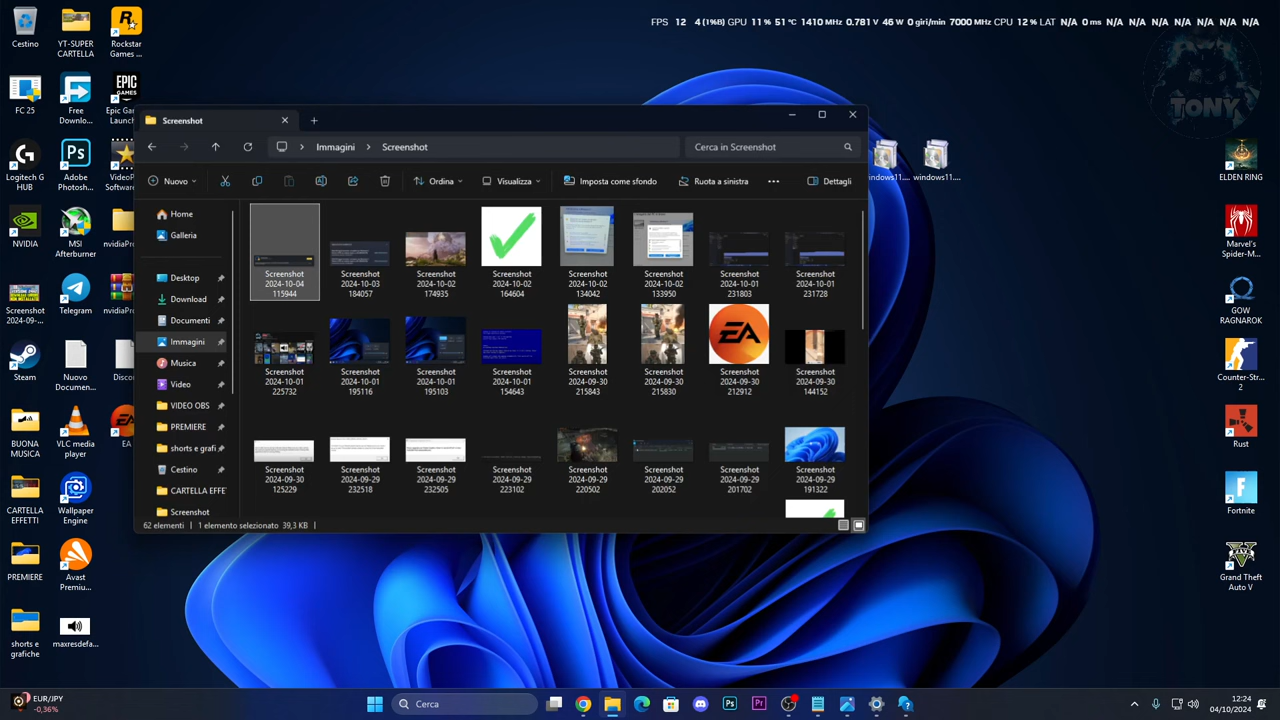 FPS 12 4 (1%B) GPU 11 % 51 °C 1410 MHz 0.781 V 46 W 0 giri/min 7000 MHz CPU 12 % LAT N/A 0 ms N/A N/A N/A N/A N/A N/A N/A
TONY
Cestino
YT-SUPER
CARTELLA
Rockstar
Games ...
FC 25
Free
Downlo...
EPIC
GAMES
Epic Gam
Launch
Logitech G
HUB
Adobe
Photosh...
VideoP
Software
NVIDIA
MSI
Afterburner
nvidiaPro
Screenshot
2024-09-...
Telegram
nvidiaPro
Steam
Nuovo
Documen...
Disco
BUONA
MUSICA
VLC media
player
EA
CARTELLA
EFFETTI
Wallpaper
Engine
PREMIERE
Avast
Premiu...
shorts e
grafiche
maxresdefa...
Screenshot
Immagini
Screenshot
Cerca in Screenshot
Nuovo
Ordina
Visualizza
Imposta come sfondo
Ruota a sinistra
Dettagli
Home
Galleria
Desktop
Download
Documenti
Immagini
Musica
Video
VIDEO OBS
PREMIERE
shorts e grafi
Cestino
CARTELLA EFFE
Screenshot
Screenshot
2024-10-04
115944
Screenshot
2024-10-03
184057
Screenshot
2024-10-02
174935
Screenshot
2024-10-02
164604
Screenshot
2024-10-02
134042
Screenshot
2024-10-02
133950
Screenshot
2024-10-01
231803
Screenshot
2024-10-01
231728
EA
Screenshot
2024-10-01
225732
Screenshot
2024-10-01
195116
Screenshot
2024-10-01
195103
Screenshot
2024-10-01
154643
Screenshot
2024-09-30
215843
Screenshot
2024-09-30
215830
Screenshot
2024-09-30
212912
Screenshot
2024-09-30
144152
Screenshot
2024-09-30
125229
Screenshot
2024-09-29
232518
Screenshot
2024-09-29
232505
Screenshot
2024-09-29
223102
Screenshot
2024-09-29
220502
Screenshot
2024-09-29
202052
Screenshot
2024-09-29
201702
Screenshot
2024-09-29
191322
62 elementi
1 elemento selezionato 39,3 KB
indows11....
windows11....
ELDEN RING
Marvel's
Spider-M...
GOW
RAGNAROK
Counter-Str...
2
Rust
Fortnite
Grand Theft
Auto V
EUR/JPY
-0,36%
Cerca
12:24
04/10/2024